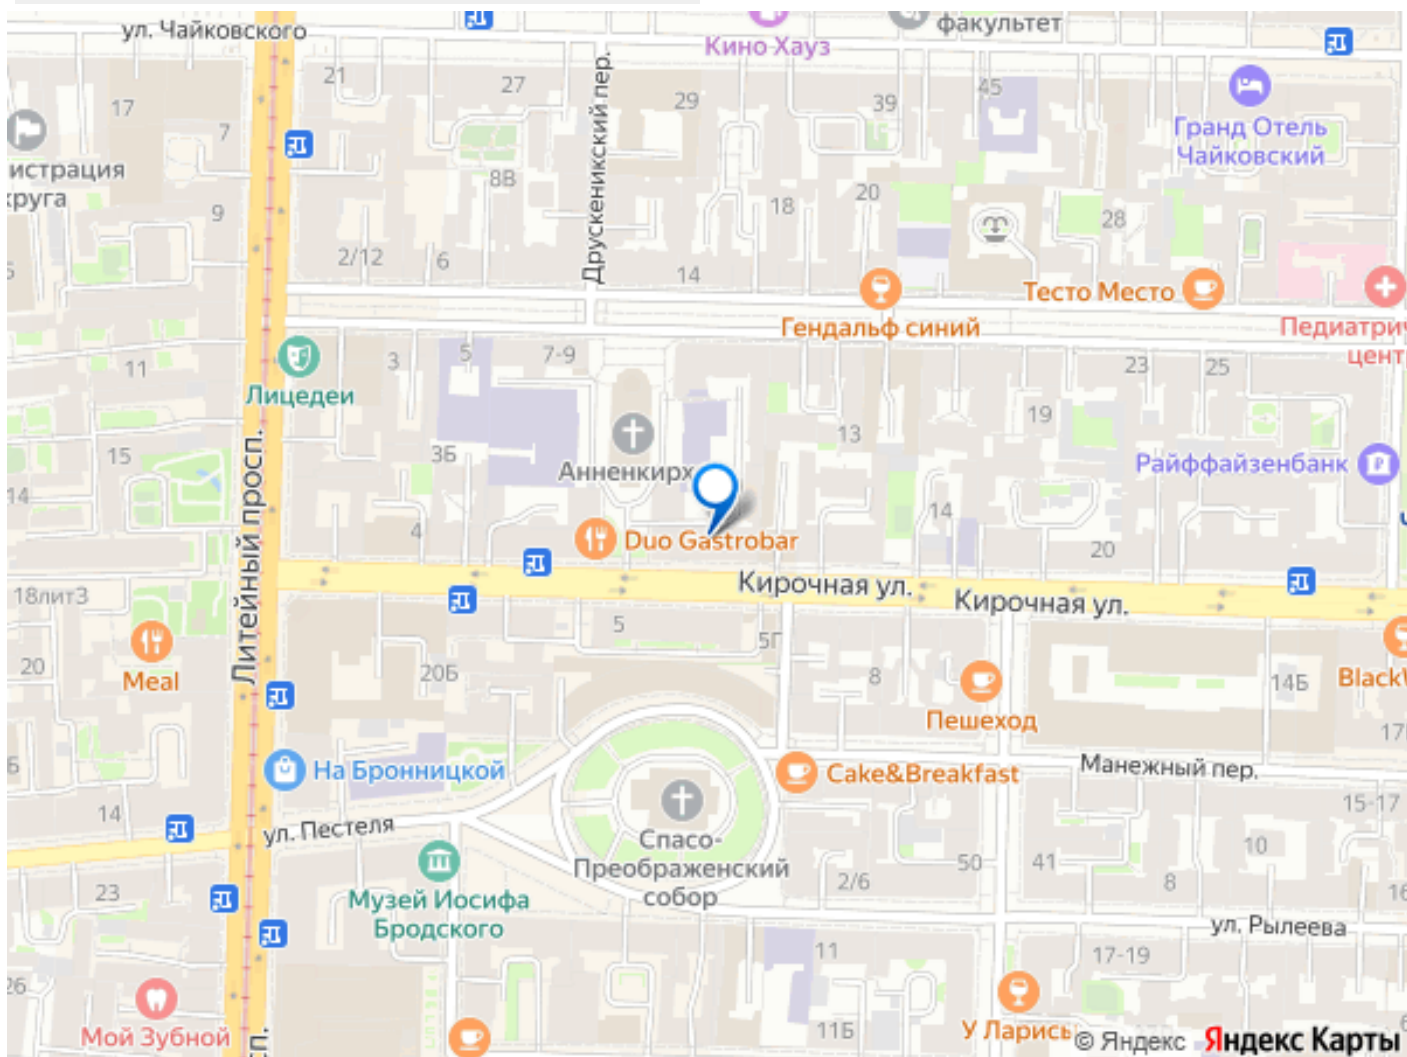 ул. Чайковского
Кино Хауз
факультет
Гранд Отель
Чайковский
17
7
21
27
29
39
45
Друскеникский пер.
истрация
круга
8В
9
18
20
28
2/12
6
14
Гендальф синий
Тесто Место
Педиатрич
цент
Лицедеи
11
3
5
7-9
23
25
19
13
15
14
3Б
Анненкирх
Райффайзенбанк
Литейный просп.
4
Duo Gastrobar
14
20
Кирочная ул.
Кирочная ул.
18лит3
20
Meal
5
5Г
20Б
8
14Б
BlackW
Пешеход
17
На Бронницкой
Cake&Breakfast
Манежный пер.
14
ул. Пестеля
Спасо-
Преображенский
собор
15-17
10
50
41
8
2/6
16
23
Музей Иосифа
Бродского
ул. Рылеева
11
17-19
26
Мой Зубной
11Б
У Ларисы
© Яндекс Яндекс Карты